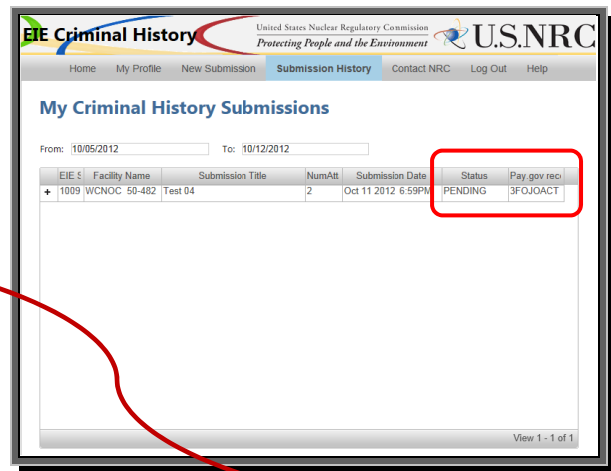 EIE Criminal History
United States Nuclear Regulatory Commission
Protecting People and the Environment
U.S.NRC
Home My Profile New Submission Submission History Contact NRC Log Out Help
My Criminal History Submissions
From: 10/05/2012 To: 10/12/2012
EIE S Facility Name Submission Title NumAtt Submission Date Status Pay.gov rec
+ 1009 WCNOC 50-482 Test 04 2 Oct 11 2012 6:59PM PENDING 3FOJOACT
View 1 - 1 of 1